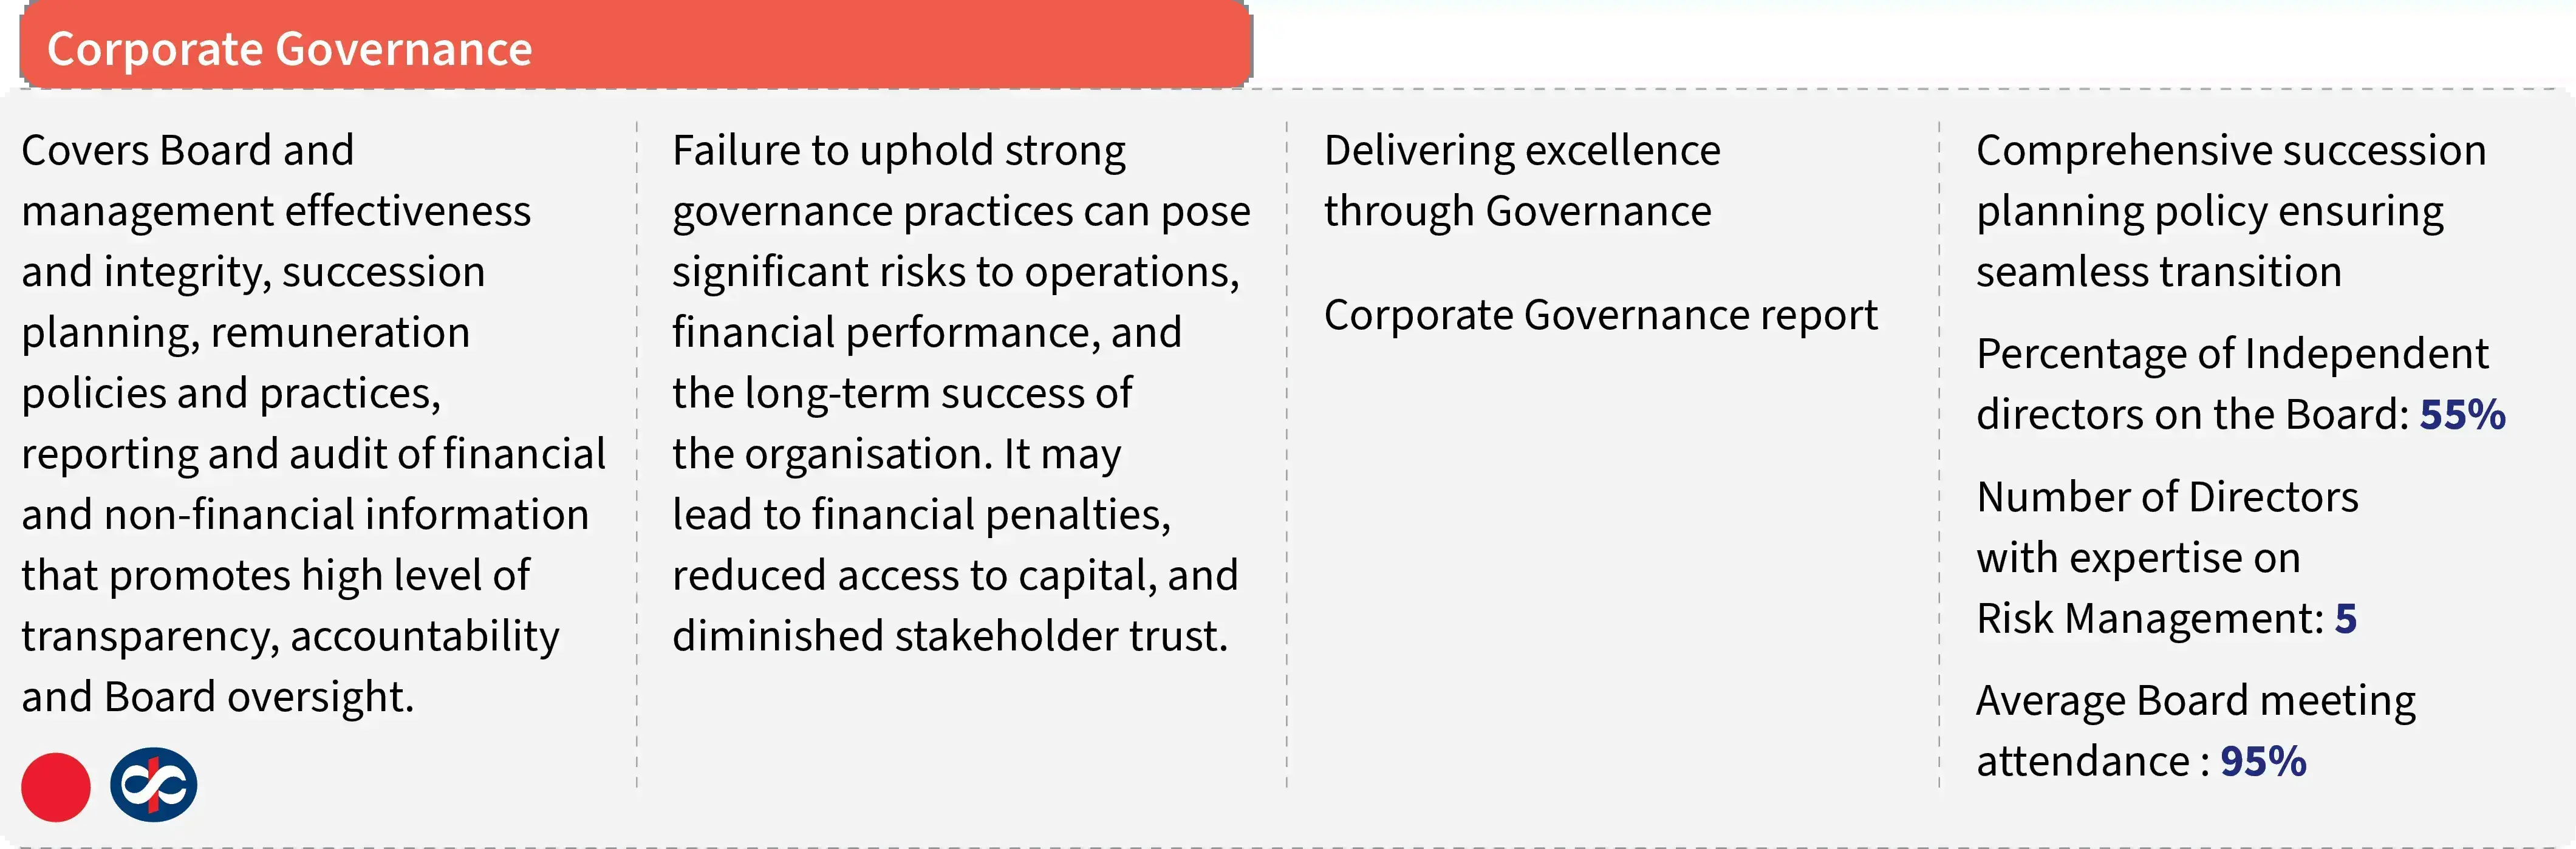 Corporate Governance
Covers Board and
management effectiveness
and integrity, succession
planning, remuneration
policies and practices,
reporting and audit of financial
and non-financial information
that promotes high level of
transparency, accountability
and Board oversight.
Failure to uphold strong
governance practices can pose
significant risks to operations,
financial performance, and
the long-term success of
the organisation. It may
lead to financial penalties,
reduced access to capital, and
diminished stakeholder trust.
Delivering excellence
through Governance
Corporate Governance report
Comprehensive succession
planning policy ensuring
seamless transition
Percentage of Independent
directors on the Board: 55%
Number of Directors
with expertise on
Risk Management: 5
Average Board meeting
attendance : 95%